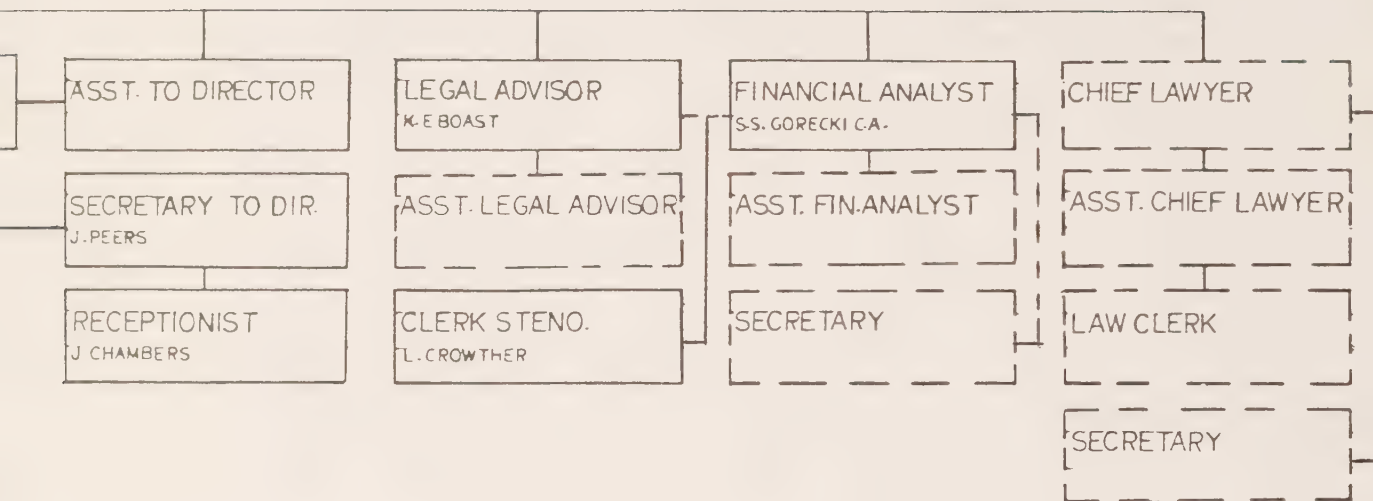 ASST. TO DIRECTOR
SECRETARY TO DIR.
J. PEERS
RECEPTIONIST
J CHAMBERS
LEGAL ADVISOR
K.E BOAST
ASST. LEGAL ADVISOR
CLERK STENO.
L. CROWTHER
FINANCIAL ANALYST
S.S. GORECKI C.A.
ASST. FIN. ANALYST
SECRETARY
CHIEF LAWYER
ASST. CHIEF LAWYER
LAW CLERK
SECRETARY